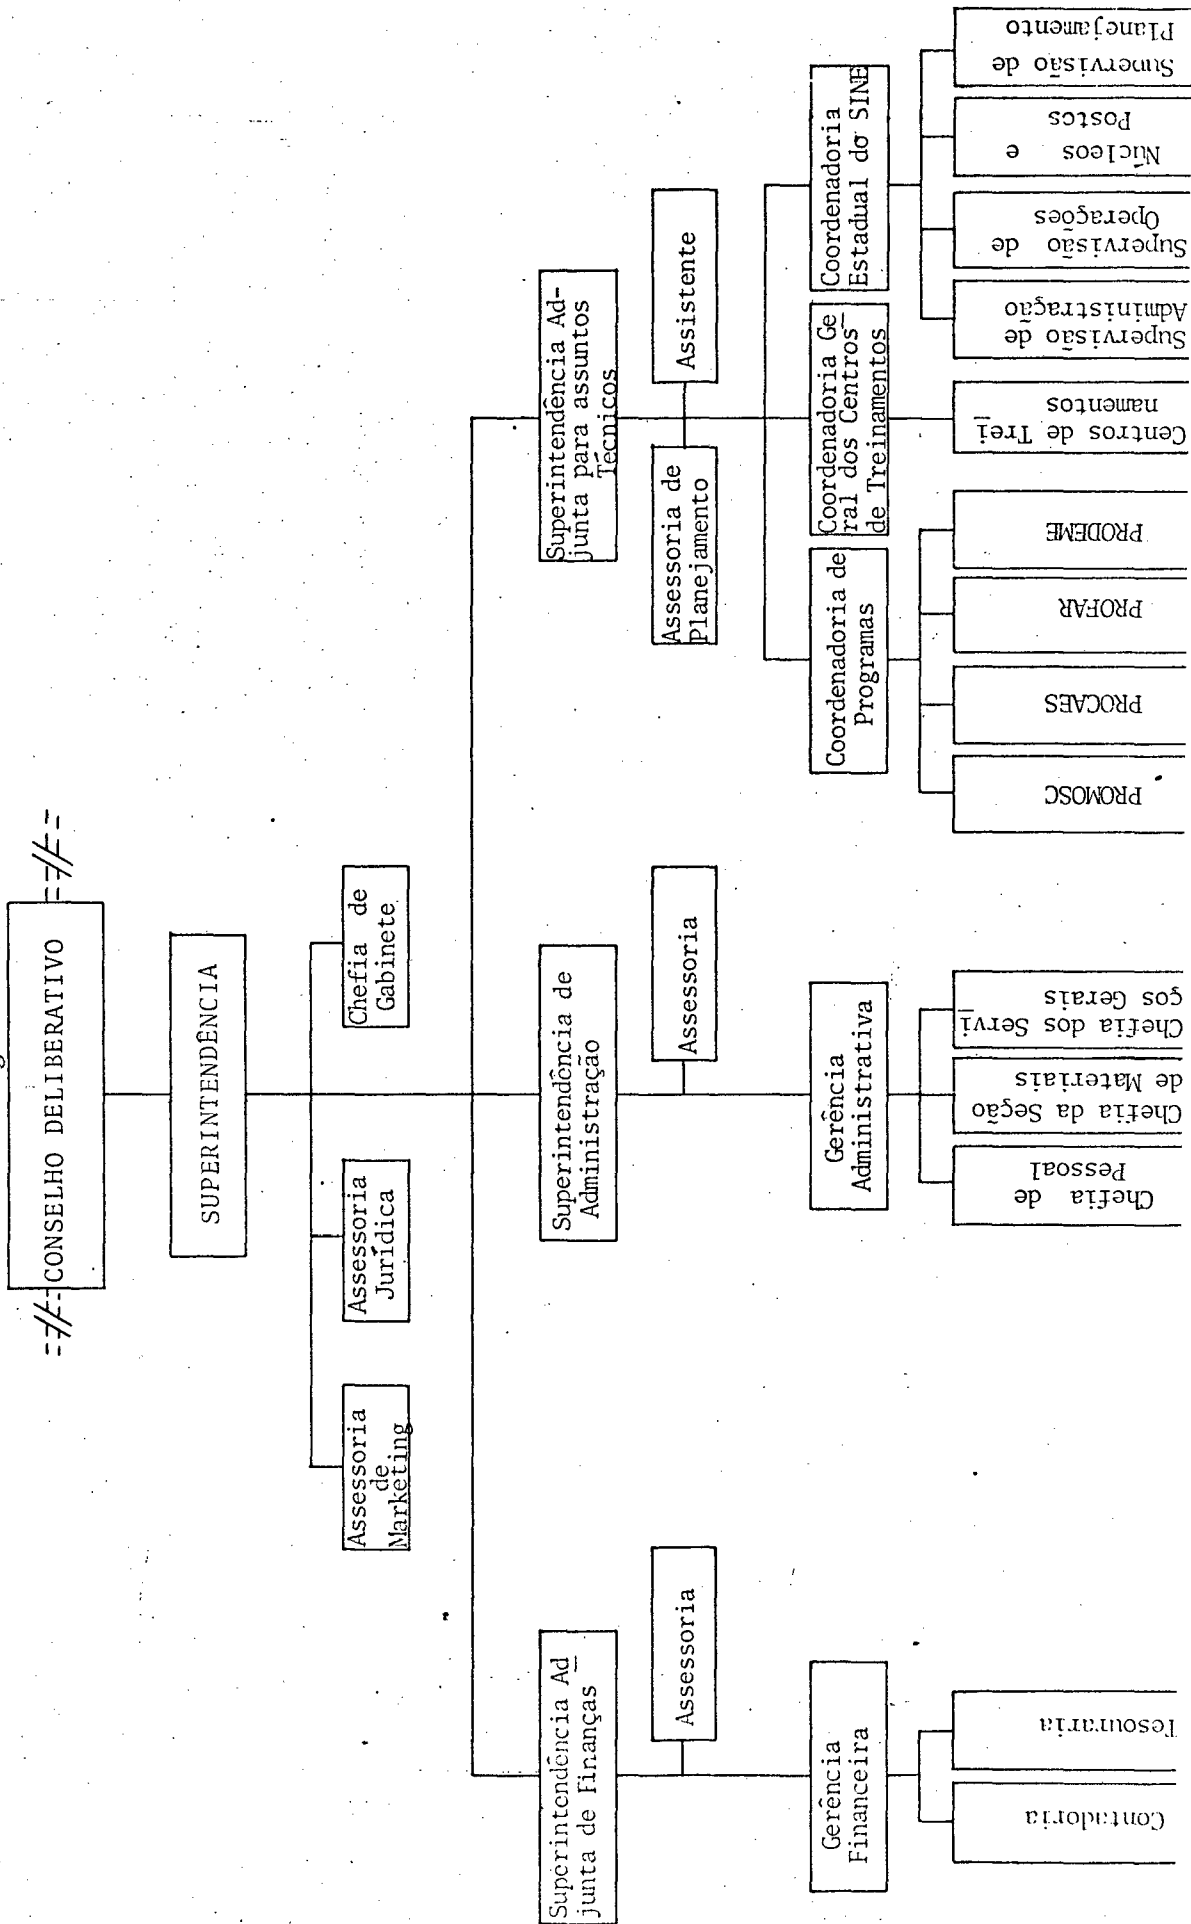 CONSELHO DELIBERATIVO
SUPERINTENDÊNCIA
Assessoria
de
Marketing
Assessoria
Jurídica
Chefia de
Gabinete
Superintendência Ad
junta de Finanças
Superintendência de
Administração
Superintendência Ad-
junta para assuntos
Técnicos
Assessoria
Assessoria
Assessoria de
Planejamento
Assistente
Gerência
Financeira
Gerência
Administrativa
Coordenadoria de
Programas
Coordenadoria Ge
ral dos Centros
de Treinamentos
Coordenadoria
Estadual do SINE
Contadoria
Tesouraria
Chefia de
Pessoal
Chefia da Seção
de Materiais
Chefia dos Servi
ços Gerais
PROMOSC
PROCAES
PROFAR
PRODEME
Centros de Trei
namentos
Supervisão de
Administração
Supervisão de
Operações
Núcleos e
Postos
Supervisão de
Planejamento